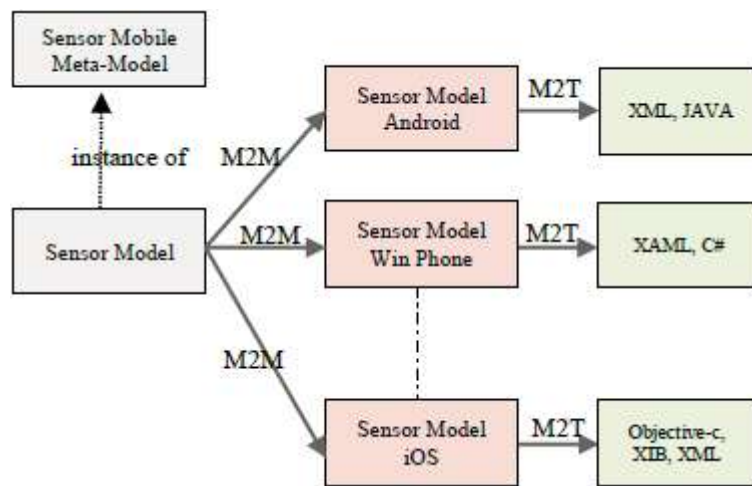 Sensor Mobile
Meta-Model
instance of
Sensor Model
M2M
M2M
M2M
Sensor Model
Android
M2T
XML, JAVA
Sensor Model
Win Phone
M2T
XAML, C#
Sensor Model
iOS
M2T
Objective-c,
XIB, XML